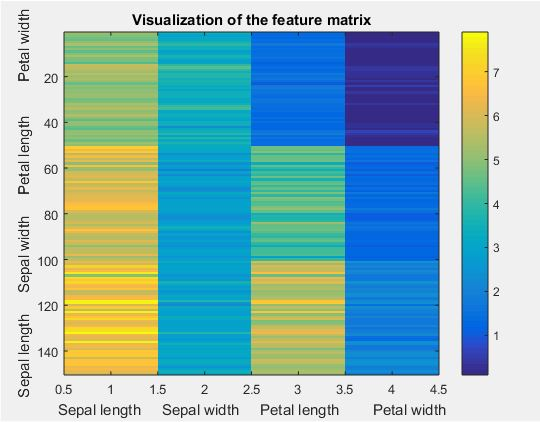 Visualization of the feature matrix
Petal width
Petal length
Sepal width
Sepal length
20
40
60
80
100
120
140
0.5 1 1.5 2 2.5 3 3.5 4 4.5
Sepal length Sepal width Petal length Petal width
7
6
5
4
3
2
1